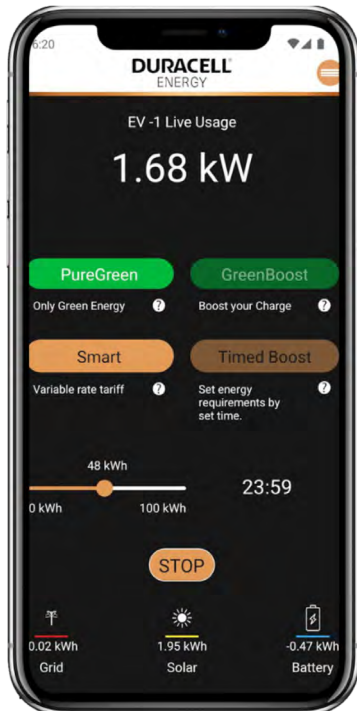 6:20
DURACELL
ENERGY
EV -1 Live Usage
1.68 kW
PureGreen
GreenBoost
Only Green Energy ?
Boost your Charge ?
Smart
Timed Boost
Variable rate tariff ?
Set energy ?
requirements by
set time.
48 kWh
23:59
0 kWh
100 kWh
STOP
0.02 kWh
1.95 kWh
-0.47 kWh
Grid
Solar
Battery